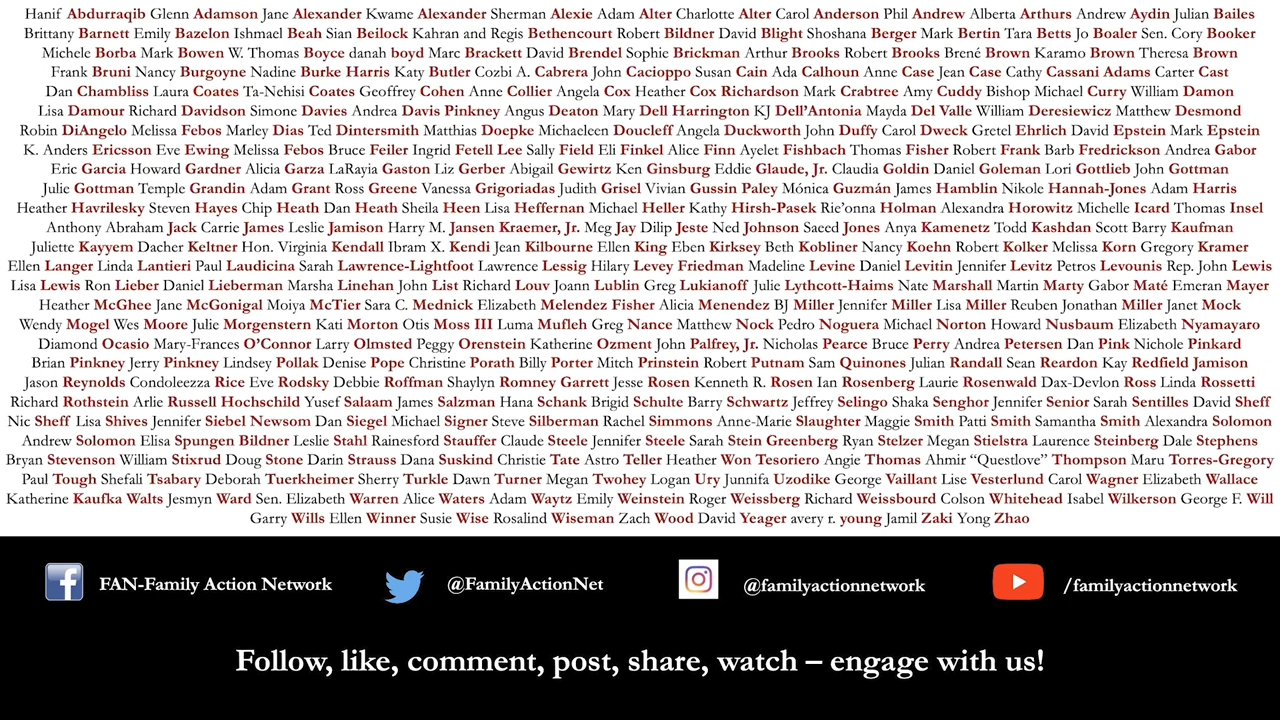 Hanif Abdurraqib Glenn Adamson Jane Alexander Kwame Alexander Sherman Alexie Adam Alter Charlotte Alter Carol Anderson Phil Andrew Alberta Arthurs Andrew Aydin Julian Bailes
Brittany Barnett Emily Bazelon Ishmael Beah Sian Beilock Kahran and Regis Bethencourt Robert Bildner David Blight Shoshana Berger Mark Bertin Tara Betts Jo Boaler Sen. Cory Booker
Michele Borba Mark Bowen W. Thomas Boyce danah boyd Marc Brackett David Brendel Sophie Brickman Arthur Brooks Robert Brooks Brené Brown Karamo Brown Theresa Brown
Frank Bruni Nancy Burgoyne Nadine Burke Harris Katy Butler Cozbi A. Cabrera John Cacioppo Susan Cain Ada Calhoun Anne Case Jean Case Cathy Cassani Adams Carter Cast
Dan Chambliss Laura Coates Ta-Nehisi Coates Geoffrey Cohen Anne Collier Angela Cox Heather Cox Richardson Mark Crabtree Amy Cuddy Bishop Michael Curry William Damon
Lisa Damour Richard Davidson Simone Davies Andrea Davis Pinkney Angus Deaton Mary Dell Harrington KJ Dell'Antonia Mayda Del Valle William Deresiewicz Matthew Desmond
Robin DiAngelo Melissa Febos Marley Dias Ted Dintersmith Matthias Doepke Michaeleen Doucleff Angela Duckworth John Duffy Carol Dweck Gretel Ehrlich David Epstein Mark Epstein
K. Anders Ericsson Eve Ewing Melissa Febos Bruce Feiler Ingrid Fetell Lee Sally Field Eli Finkel Alice Finn Ayelet Fishbach Thomas Fisher Robert Frank Barb Fredrickson Andrea Gabor
Eric Garcia Howard Gardner Alicia Garza LaRayia Gaston Liz Gerber Abigail Gewirtz Ken Ginsburg Eddie Glaude, Jr. Claudia Goldin Daniel Goleman Lori Gottlieb John Gottman
Julie Gottman Temple Grandin Adam Grant Ross Greene Vanessa Grigoriadas Judith Grisel Vivian Gussin Paley Mónica Guzmán James Hamblin Nikole Hannah-Jones Adam Harris
Heather Havrilesky Steven Hayes Chip Heath Dan Heath Sheila Heen Lisa Heffernan Michael Heller Kathy Hirsh-Pasek Rie'onna Holman Alexandra Horowitz Michelle Icard Thomas Insel
Anthony Abraham Jack Carrie James Leslie Jamison Harry M. Jansen Kraemer, Jr. Meg Jay Dilip Jeste Ned Johnson Saeed Jones Anya Kamenetz Todd Kashdan Scott Barry Kaufman
Juliette Kayyem Dacher Keltner Hon. Virginia Kendall Ibram X. Kendi Jean Kilbourne Ellen King Eben Kirksey Beth Kobliner Nancy Koehn Robert Kolker Melissa Korn Gregory Kramer
Ellen Langer Linda Lantieri Paul Laudicina Sarah Lawrence-Lightfoot Lawrence Lessig Hilary Levey Friedman Madeline Levine Daniel Levitin Jennifer Levitz Petros Levounis Rep. John Lewis
Lisa Lewis Ron Lieber Daniel Lieberman Marsha Linehan John List Richard Louv Joann Lublin Greg Lukianoff Julie Lythcott-Haims Nate Marshall Martin Marty Gabor Maté Emeran Mayer
Heather McGhee Jane McGonigal Moiya McTier Sara C. Mednick Elizabeth Melendez Fisher Alicia Menendez BJ Miller Jennifer Miller Lisa Miller Reuben Jonathan Miller Janet Mock
Wendy Mogel Wes Moore Julie Morgenstern Kati Morton Otis Moss III Luma Mufleh Greg Nance Matthew Nock Pedro Noguera Michael Norton Howard Nusbaum Elizabeth Nyamayaro
Diamond Ocasio Mary-Frances O'Connor Larry Olmsted Peggy Orenstein Katherine Ozment John Palfrey, Jr. Nicholas Pearce Bruce Perry Andrea Petersen Dan Pink Nichole Pinkard
Brian Pinkney Jerry Pinkney Lindsey Pollak Denise Pope Christine Porath Billy Porter Mitch Prinstein Robert Putnam Sam Quinones Julian Randall Sean Reardon Kay Redfield Jamison
Jason Reynolds Condoleezza Rice Eve Rodsky Debbie Roffman Shaylyn Romney Garrett Jesse Rosen Kenneth R. Rosen Ian Rosenberg Laurie Rosenwald Dax-Devlon Ross Linda Rossetti
Richard Rothstein Arlie Russell Hochschild Yusef Salaam James Salzman Hana Schank Brigid Schulte Barry Schwartz Jeffrey Selingo Shaka Senghor Jennifer Senior Sarah Sentilles David Sheff
Nic Sheff Lisa Shives Jennifer Siebel Newsom Dan Siegel Michael Signer Steve Silberman Rachel Simmons Anne-Marie Slaughter Maggie Smith Patti Smith Samantha Smith Alexandra Solomon
Andrew Solomon Elisa Spungen Bildner Leslie Stahl Rainesford Stauffer Claude Steele Jennifer Steele Sarah Stein Greenberg Ryan Stelzer Megan Stielstra Laurence Steinberg Dale Stephens
Bryan Stevenson William Stixrud Doug Stone Darin Strauss Dana Suskind Christie Tate Astro Teller Heather Won Tesoriero Angie Thomas Ahmir “Questlove” Thompson Maru Torres-Gregory
Paul Tough Shefali Tsabary Deborah Tuerkheimer Sherry Turkle Dawn Turner Megan Twohey Logan Ury Junnifa Uzodike George Vaillant Lise Vesterlund Carol Wagner Elizabeth Wallace
Katherine Kaufka Walts Jesmyn Ward Sen. Elizabeth Warren Alice Waters Adam Waytz Emily Weinstein Roger Weissberg Richard Weissbourd Colson Whitehead Isabel Wilkerson George F. Will
Garry Wills Ellen Winner Susie Wise Rosalind Wiseman Zach Wood David Yeager avery r. young Jamil Zaki Yong Zhao
FAN-Family Action Network @FamilyActionNet @familyactionnetwork /familyactionnetwork
Follow, like, comment, post, share, watch – engage with us!